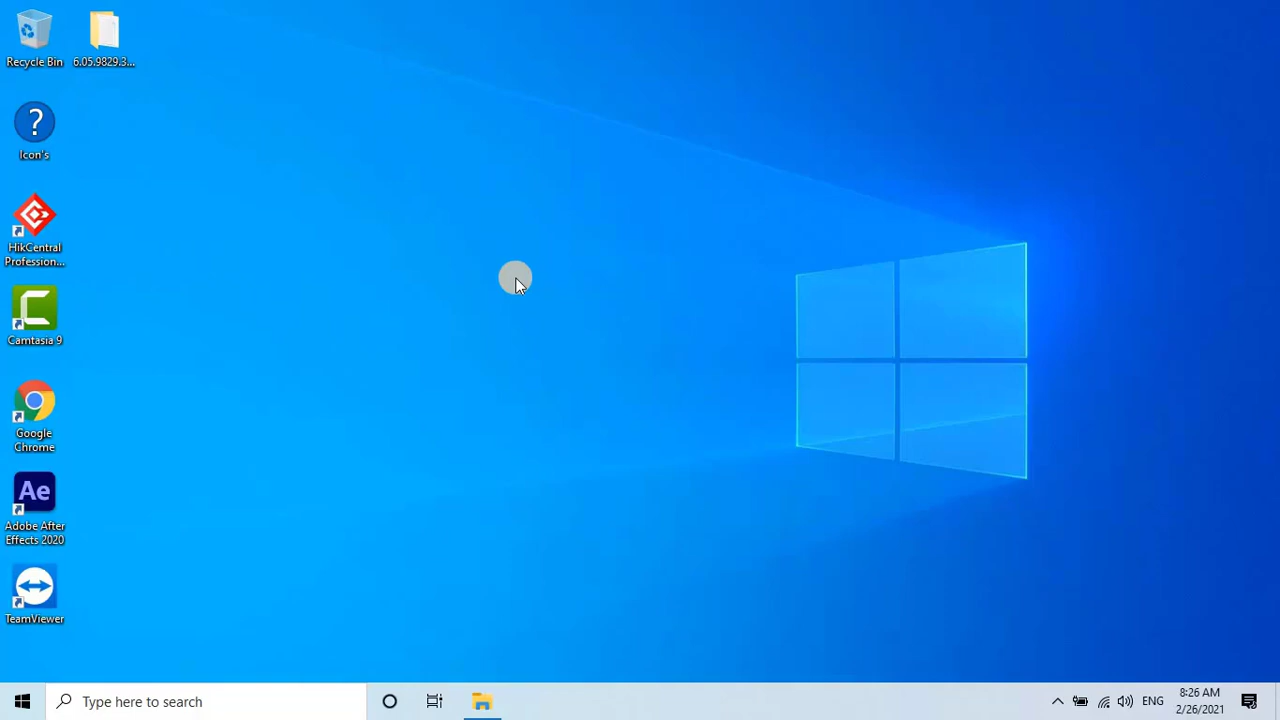 Recycle Bin
6.05.9829.3...
?
Icon's
HikCentral
Profession...
Camtasia 9
Google
Chrome
Ae
Adobe After
Effects 2020
TeamViewer
Type here to search
ENG
8:26 AM
2/26/2021